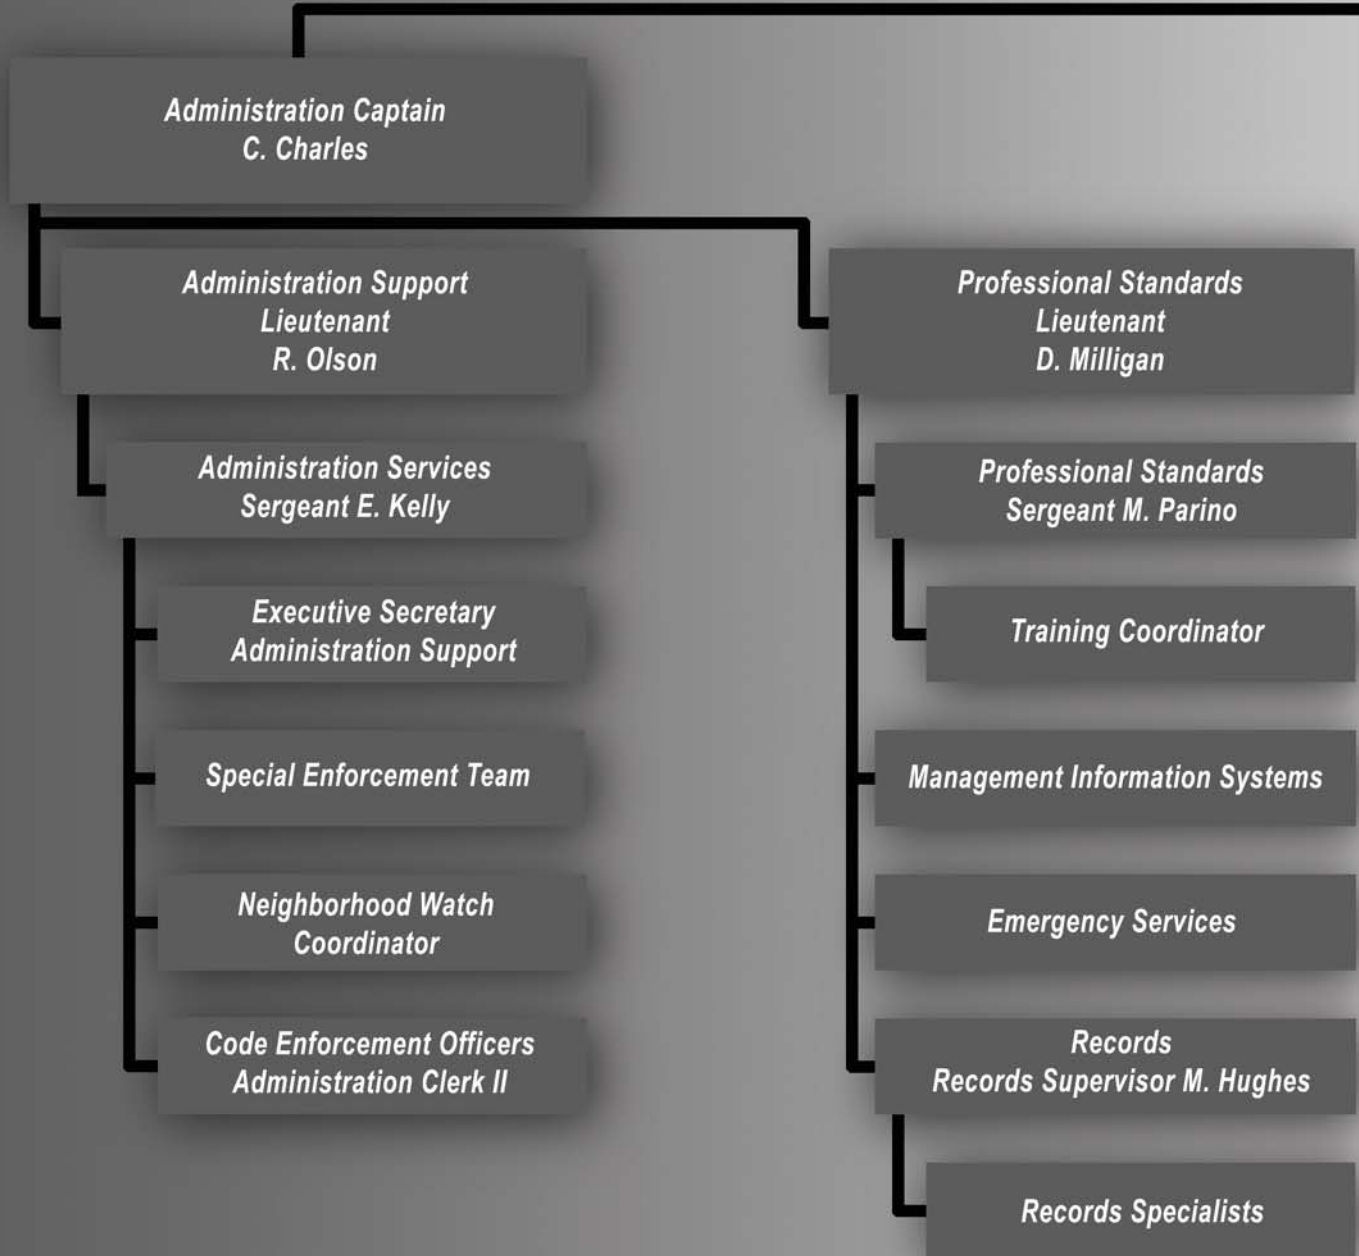 Administration Captain
C. Charles
Administration Support
Lieutenant
R. Olson
Administration Services
Sergeant E. Kelly
Executive Secretary
Administration Support
Special Enforcement Team
Neighborhood Watch
Coordinator
Code Enforcement Officers
Administration Clerk II
Professional Standards
Lieutenant
D. Milligan
Professional Standards
Sergeant M. Parino
Training Coordinator
Management Information Systems
Emergency Services
Records
Records Supervisor M. Hughes
Records Specialists